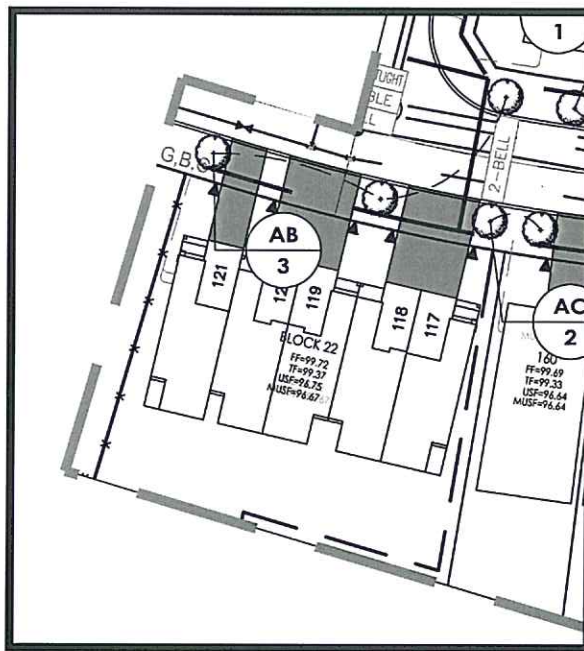 1
TUGHT
BLE
2-BELL
G,B,
AB
3
121
119
118
117
BLOCK 22
FF=99.72
TF=99.37
USF=96.75
MUSF=96.67
AC
2
160
FF=99.69
TF=99.33
USF=96.64
MUSF=96.64